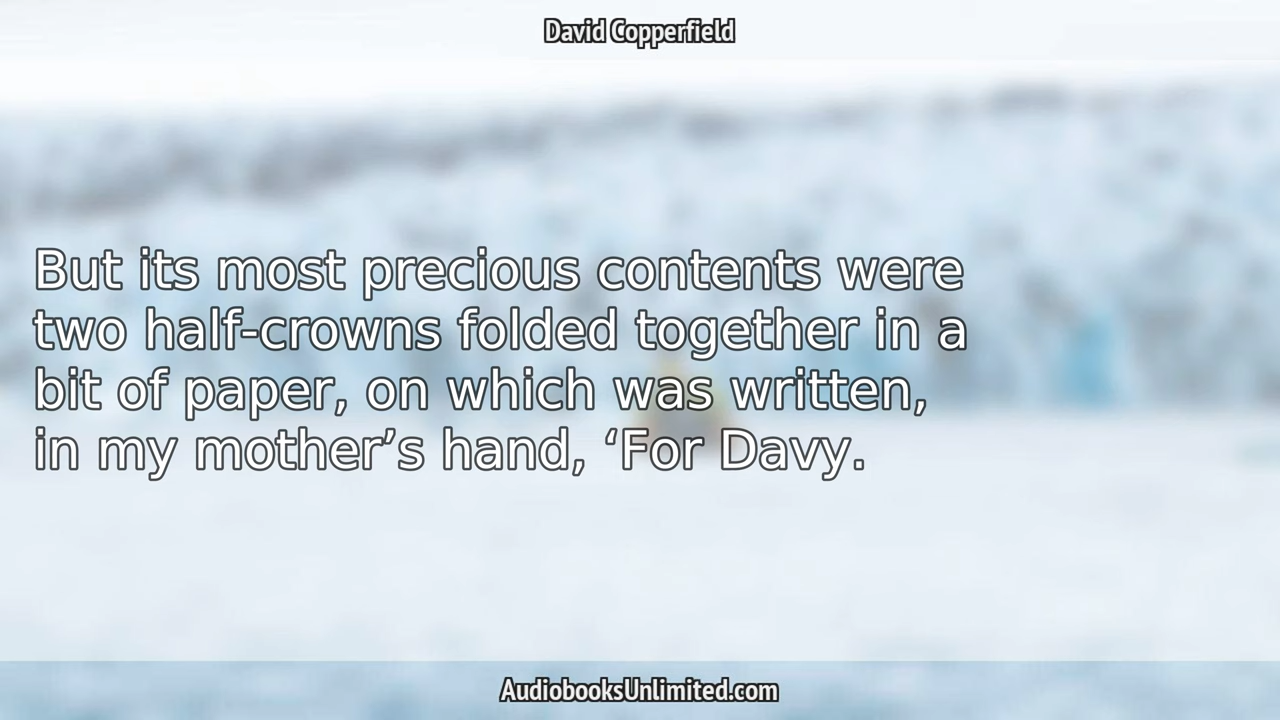 David Copperfield
But its most precious contents were
two half-crowns folded together in a
bit of paper, on which was written,
in my mother’s hand, ‘For Davy.
AudiobooksUnlimited.com